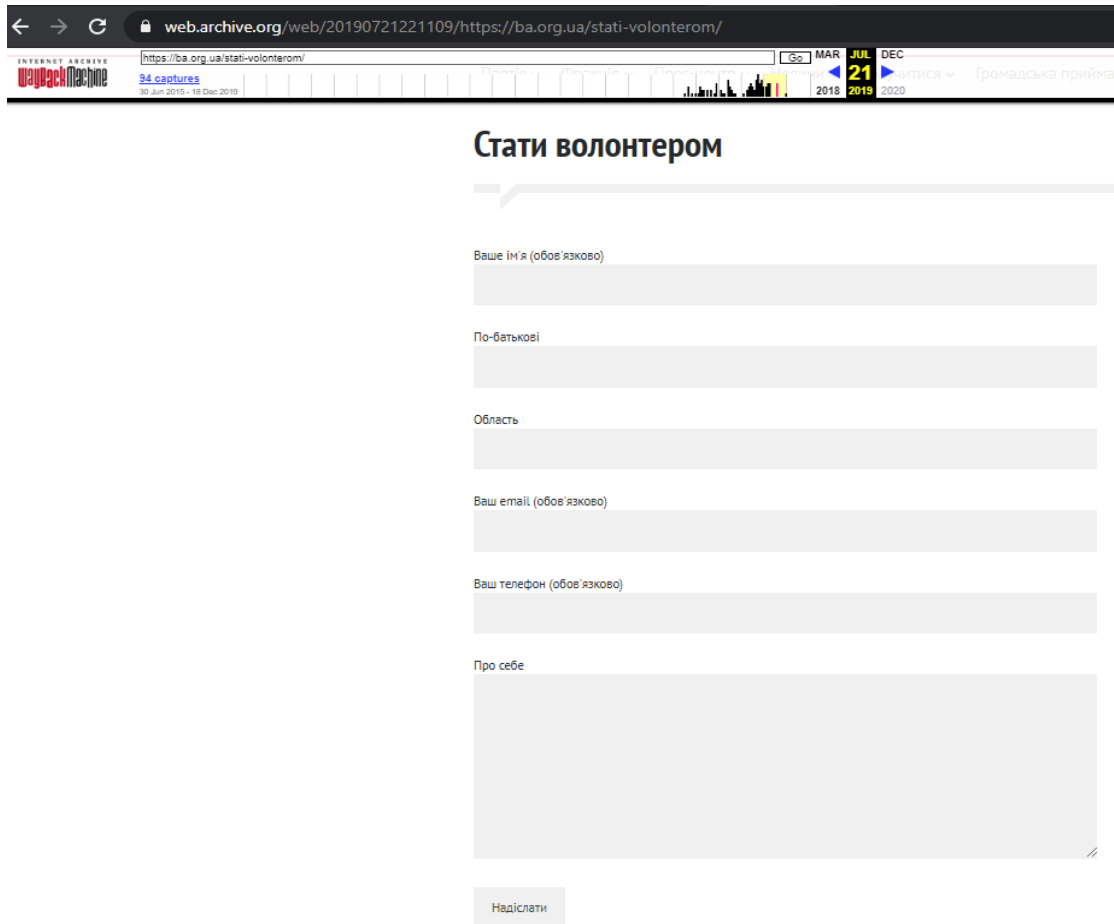 web.archive.org/web/20190721221109/https://ba.org.ua/stati-volonterom/
INTERNET ARCHIVE
WayBackMachine
https://ba.org.ua/stati-volonterom/
Go
MAR JUL DEC
94 captures
21
30 Jun 2015 - 18 Dec 2019
2018 2019 2020
Громадська прийма
Стати волонтером
Ваше ім'я (обов'язково)
По-батькові
Область
Ваш email (обов'язково)
Ваш телефон (обов'язково)
Про себе
Надіслати